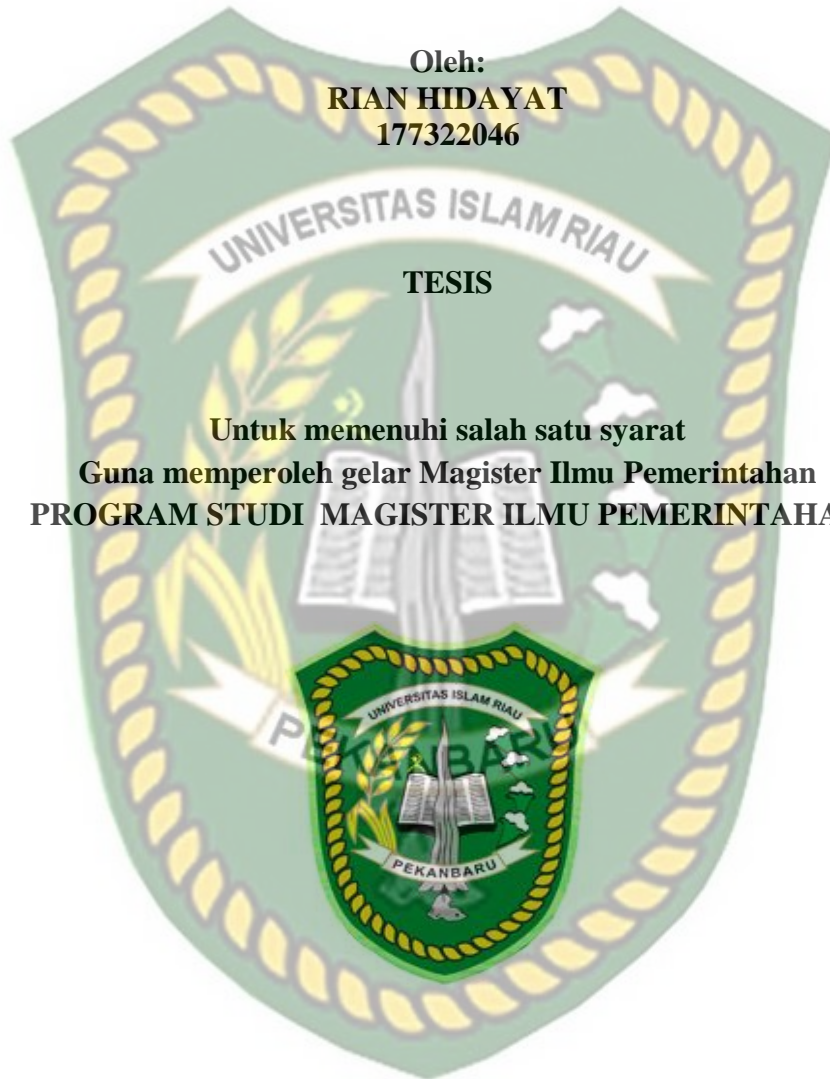 Oleh:
RIAN HIDAYAT
177322046
UNIVERSITAS ISLAM RIAU
TESIS
Untuk memenuhi salah satu syarat
Guna memperoleh gelar Magister Ilmu Pemerintahan
PROGRAM STUDI MAGISTER ILMU PEMERINTAHA
UNIVERSITAS ISLAM RIAU
PEKANBARU
PEKANBARU